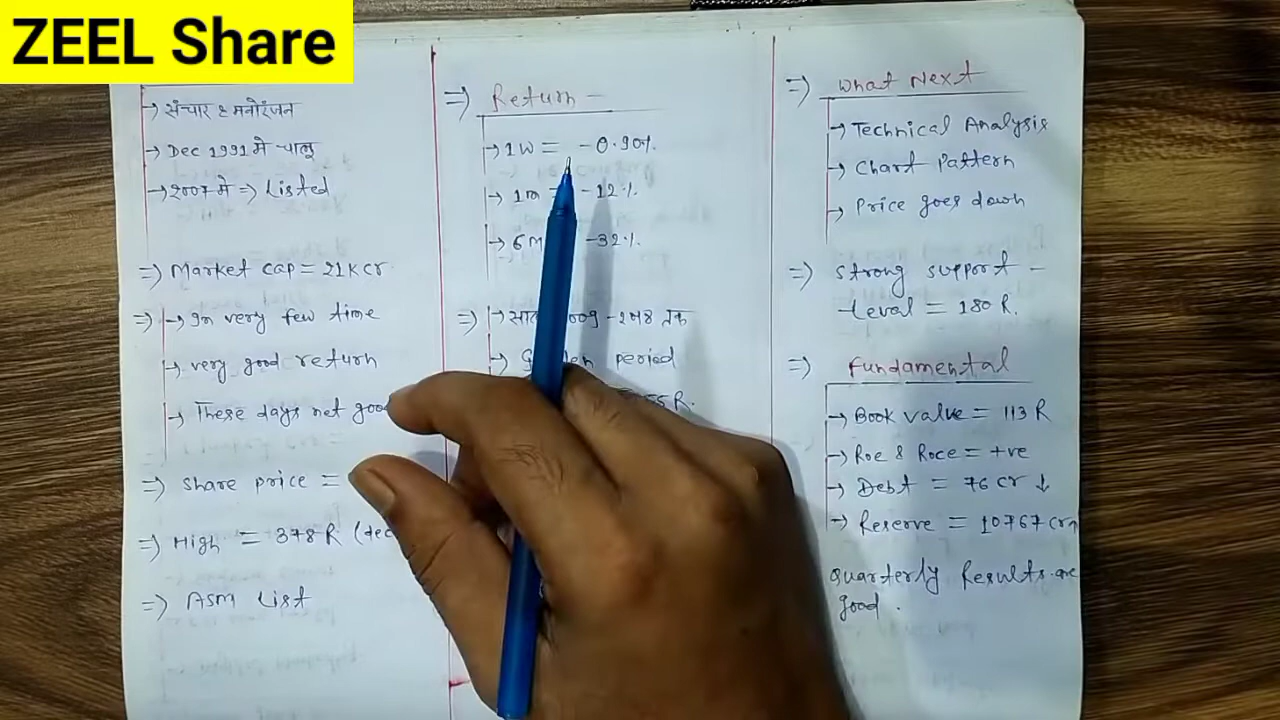 ZEEL Share
→ संचार & मनोरंजन
→ Dec 1991 मे चालू
→ 2007 मे => Listed
=> Market cap = 21K cr.
=> → In very few time
→ very good return
→ These days not good
=> share price =
=> High = 378 R (dec
=> ASM List
=> Return -
→ 1W = -0.90%.
→ 1m = -12%.
→ 6M -32%.
=> → - 2018 तक
→ period
R.
=> What Next
→ Technical Analysis
→ Chart Pattern
→ Price goes down
=> Strong support -
Level = 180 R.
=> Fundamental
→ Book value = 113 R
→ Roe & Roce = +ve
→ Debt = 76 cr ↓
→ Reserve = 10767 cr↑
Quarterly Results are
good.